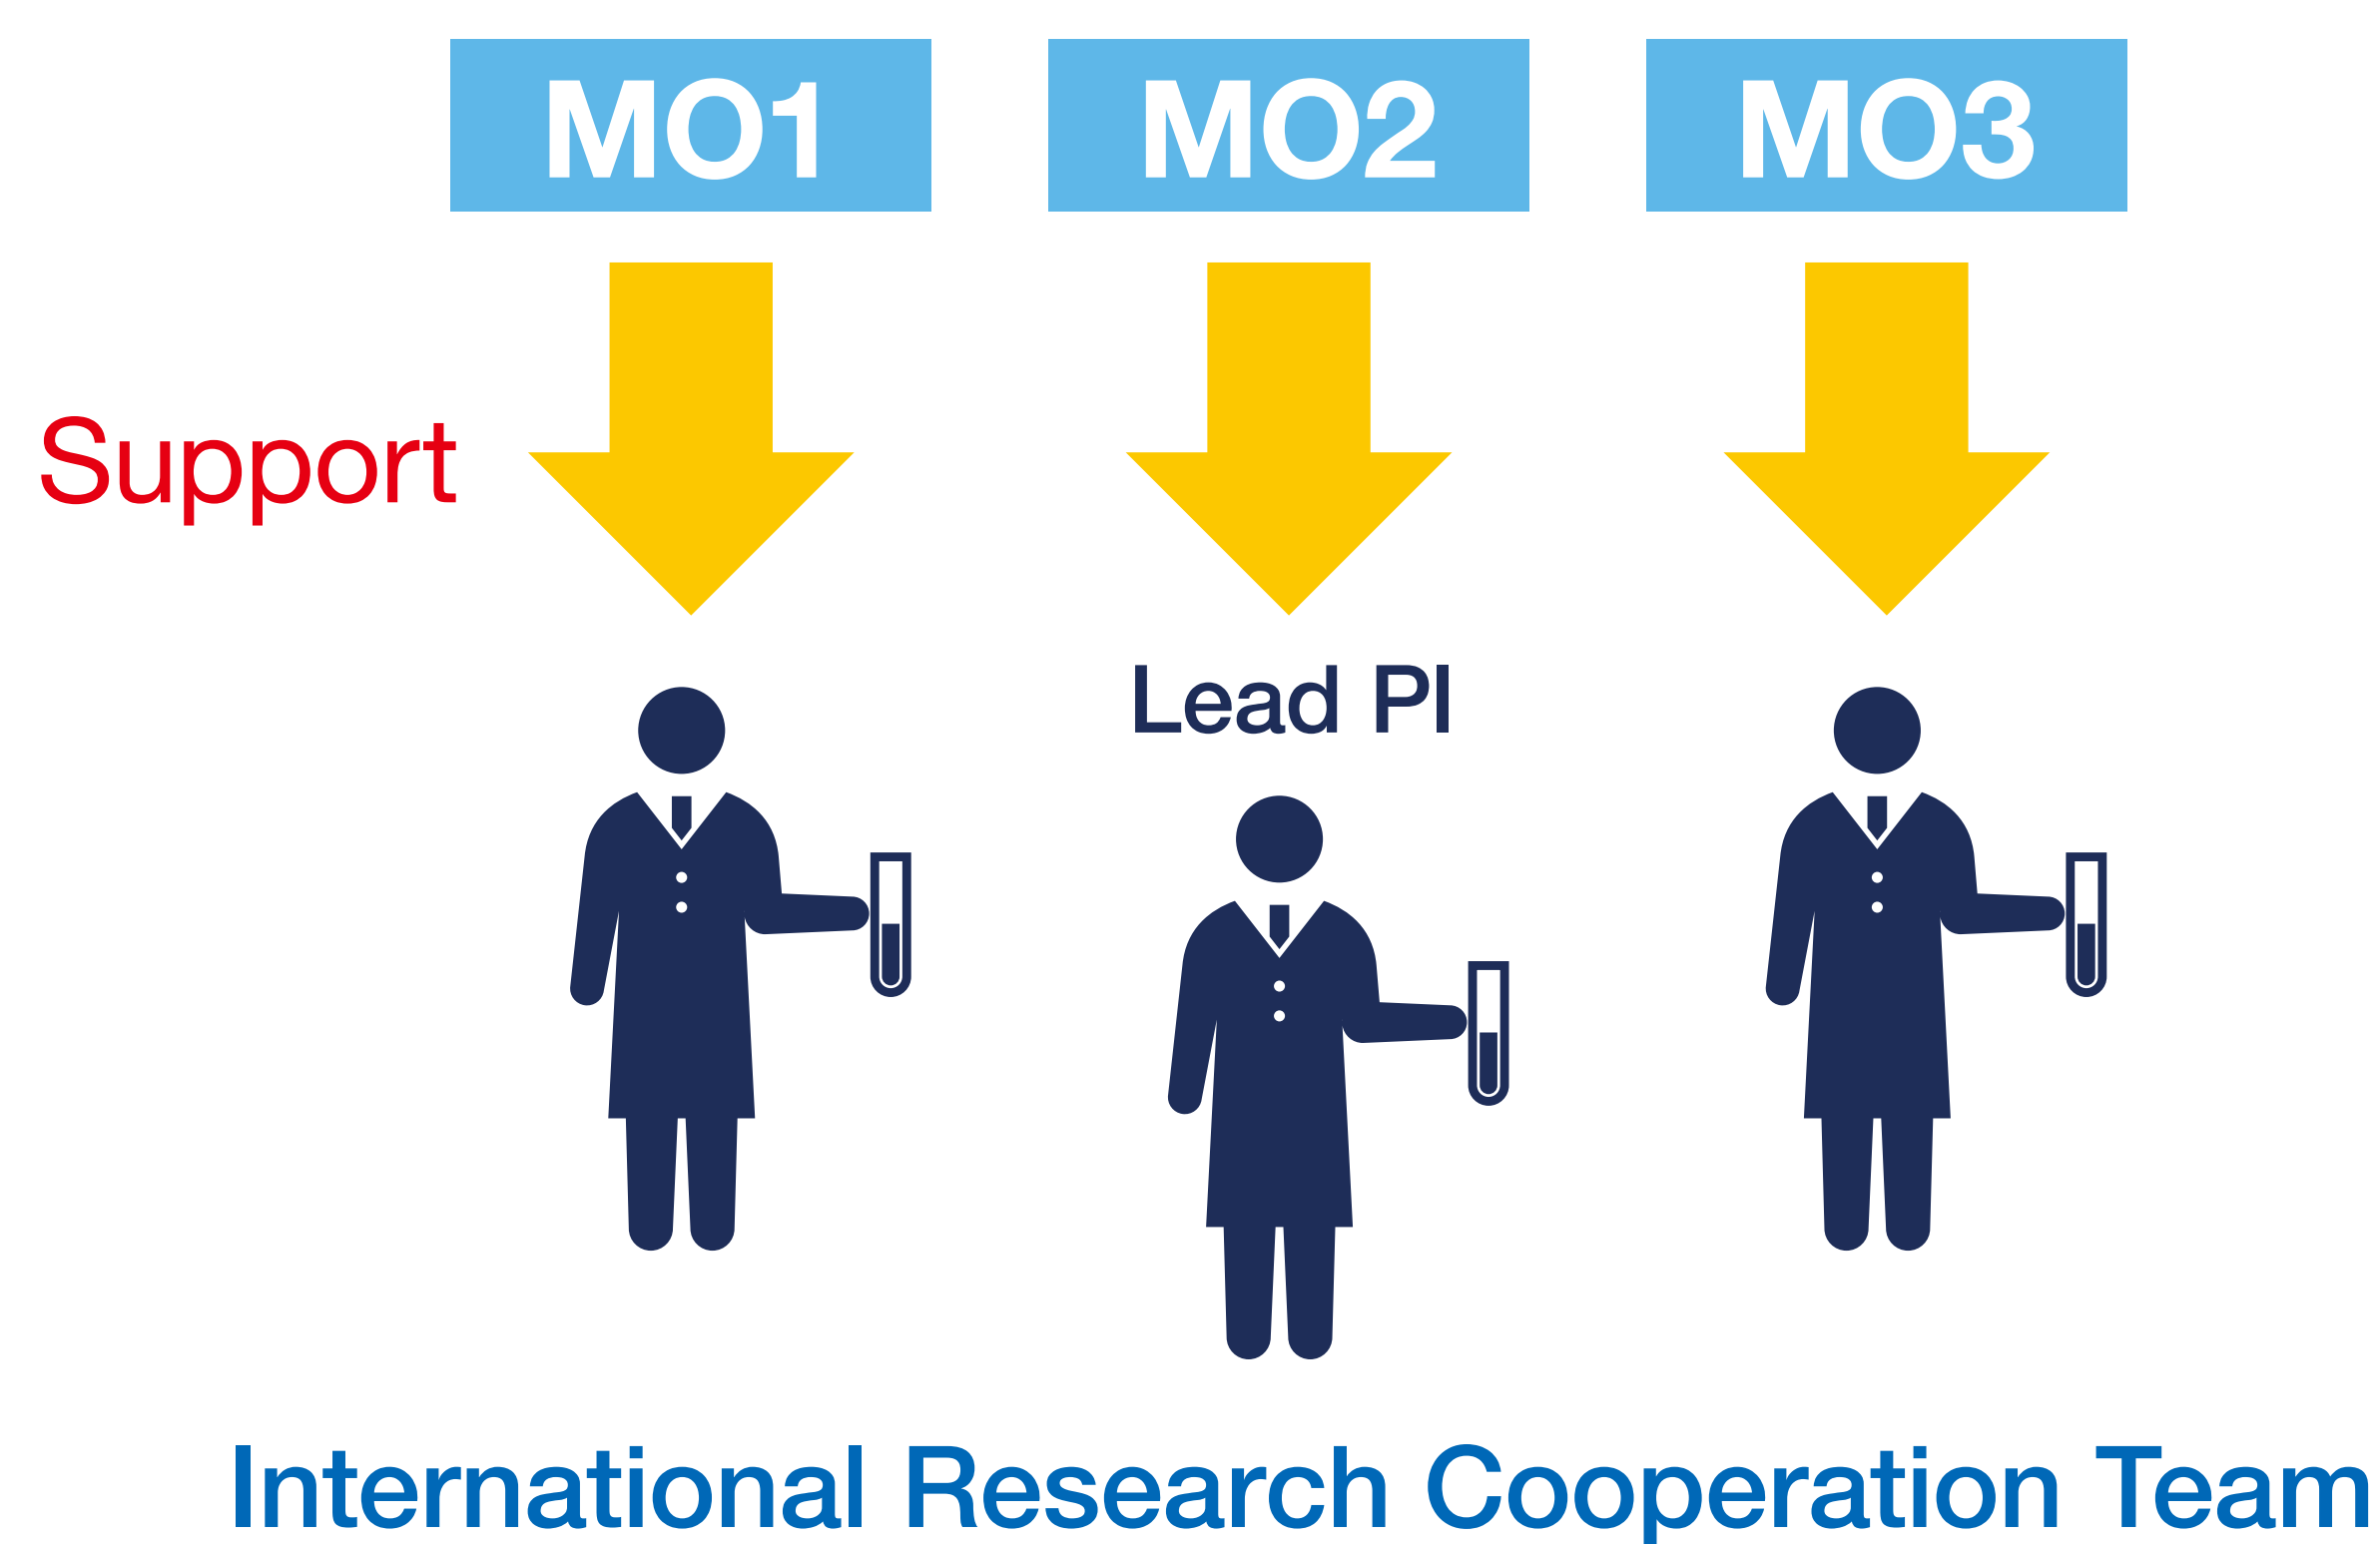 MO1
MO2
MO3
Support
Lead PI
International Research Cooperation Team